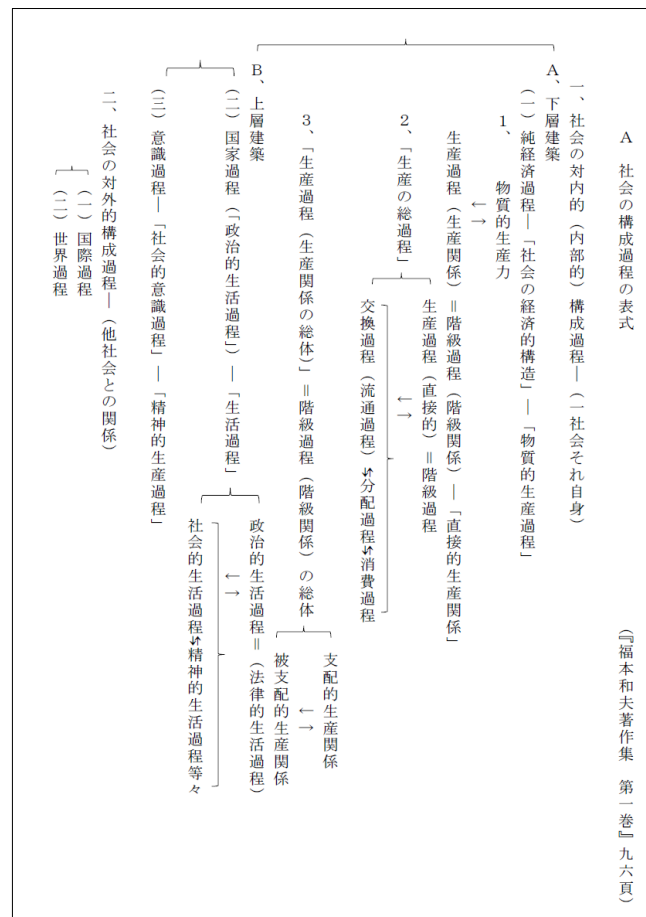 A　社会の構成過程の表式
（『福本和夫著作集　第一巻』九六頁）
一、社会の対内的（内部的）構成過程―（一社会それ自身）
A、下層建築
（一）純経済過程―「社会の経済的構造」―「物質的生産過程」
1、
物質的生産力
←
→
生産過程（生産関係）＝階級過程（階級関係）―「直接的生産関係」
2、「生産の総過程」
生産過程（直接的）＝階級過程
←
→
交換過程（流通過程）⇅分配過程⇅消費過程
3、「生産過程（生産関係の総体）」＝階級過程（階級関係）の総体
支配的生産関係
←
→
被支配的生産関係
B、上層建築
（二）国家過程（「政治的生活過程」）―「生活過程」
政治的生活過程＝（法律的生活過程）
←
→
社会的生活過程⇅精神的生活過程等々
（三）意識過程―「社会的意識過程」―「精神的生産過程」
二、社会の対外的構成過程―（他社会との関係）
（一）国際過程
（二）世界過程